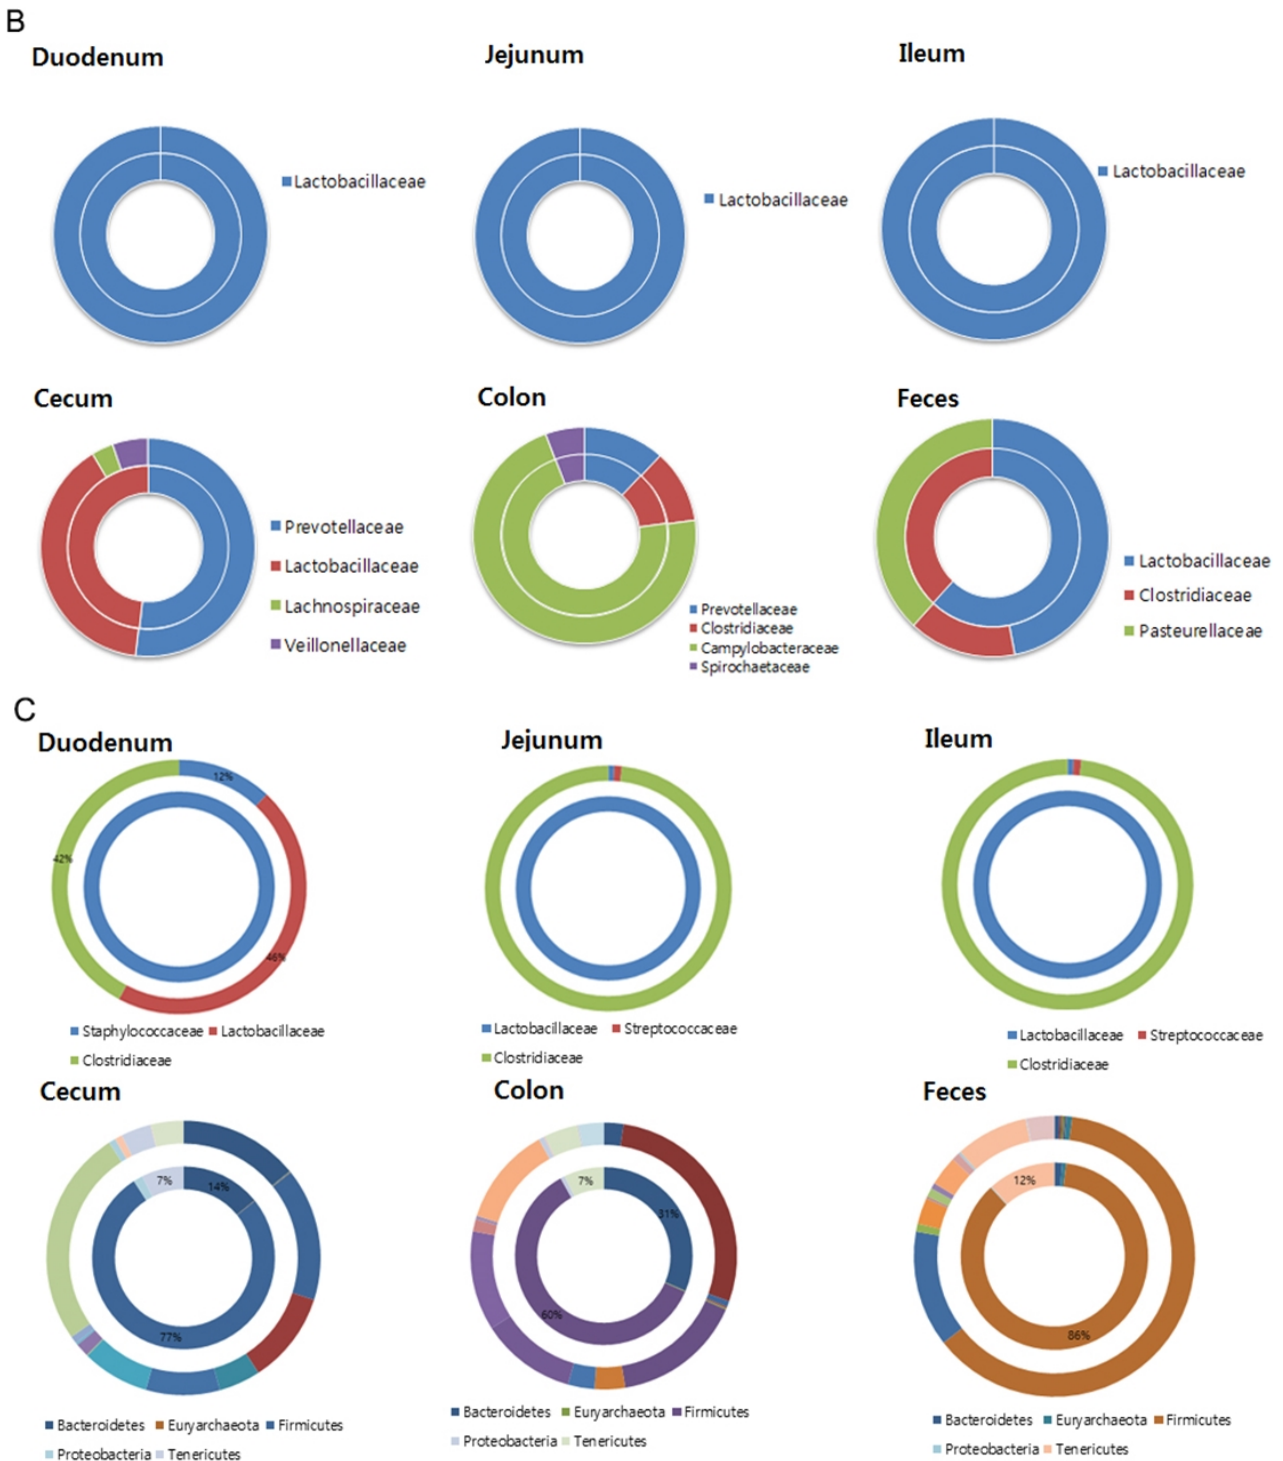 B
Duodenum
Jejunum
Ileum
Lactobacillaceae
Lactobacillaceae
Lactobacillaceae
Cecum
Colon
Feces
Prevotellaceae
Lactobacillaceae
Lachnospiraceae
Veillonellaceae
Prevotellaceae
Clostridiaceae
Campylobacteraceae
Spirochaetaceae
Lactobacillaceae
Clostridiaceae
Pasteurellaceae
C
Duodenum
Jejunum
Ileum
12%
42%
46%
Staphylococcaceae Lactobacillaceae
Clostridiaceae
Lactobacillaceae Streptococcaceae
Clostridiaceae
Lactobacillaceae Streptococcaceae
Clostridiaceae
Cecum
Colon
Feces
7%
14%
77%
7%
31%
60%
12%
86%
Bacteroidetes Euryarchaeota Firmicutes
Proteobacteria Tenericutes
Bacteroidetes Euryarchaeota Firmicutes
Proteobacteria Tenericutes
Bacteroidetes Euryarchaeota Firmicutes
Proteobacteria Tenericutes